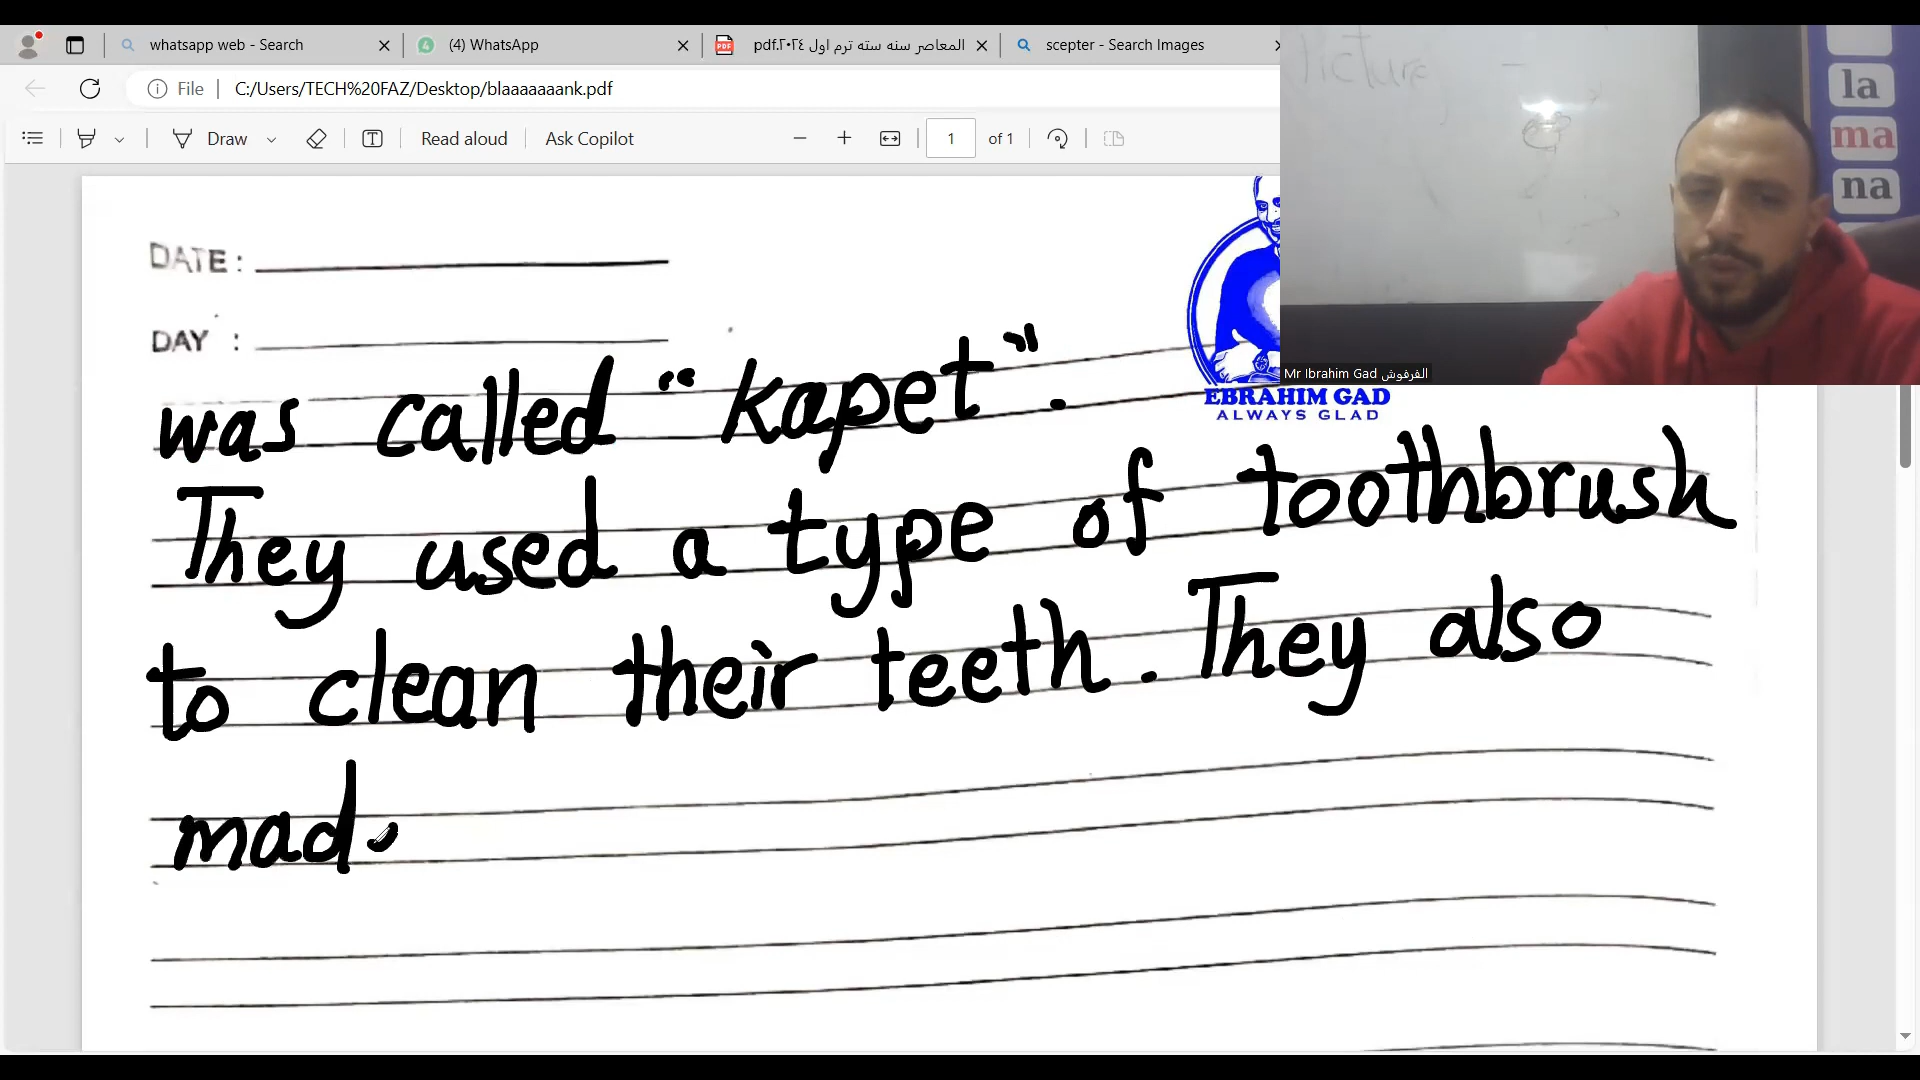 whatsapp web - Search
(4) WhatsApp
المعاصر سنه سته ترم اول ٢٠٢٤.pdf
scepter - Search Images
File
C:/Users/TECH%20FAZ/Desktop/blaaaaaaank.pdf
Draw
Read aloud
Ask Copilot
1 of 1
Picture
la
ma
na
Mr Ibrahim Gad الفرفوش
DATE :
DAY :
EBRAHIM GAD
ALWAYS GLAD
was called "kapet".
They used a type of toothbrush
to clean their teeth. They also
mad